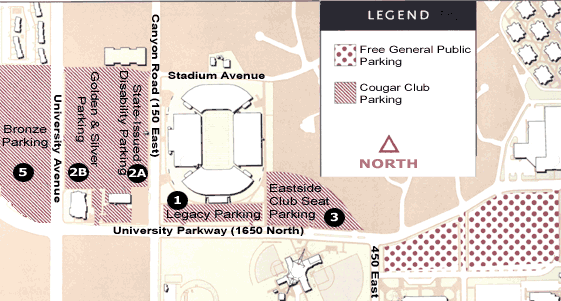 LEGEND
Free General Public
Parking
Cougar Club
Parking
NORTH
Canyon Road (150 East)
Stadium Avenue
University Avenue
Bronze
Parking
5
Golden & Silver
Parking
2B
State-Issued
Disability Parking
2A
1
Legacy Parking
Eastside
Club Seat
Parking
3
University Parkway (1650 North)
450 East